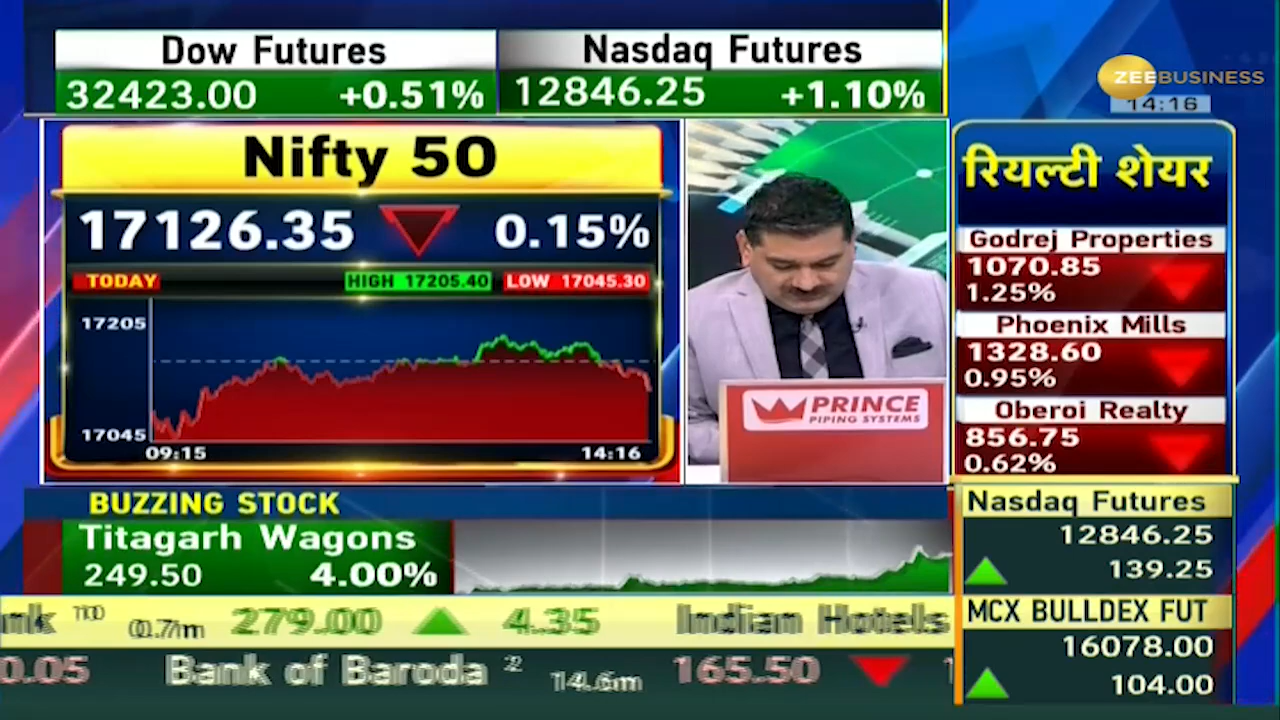 Dow Futures
32423.00 +0.51%
Nasdaq Futures
12846.25 +1.10%
ZEEBUSINESS
14:16
Nifty 50
17126.35 0.15%
TODAY HIGH 17205.40 LOW 17045.30
17205
17045
09:15 14:16
PRINCE
PIPING SYSTEMS
रियल्टी शेयर
Godrej Properties
1070.85
1.25%
Phoenix Mills
1328.60
0.95%
Oberoi Realty
856.75
0.62%
Nasdaq Futures
12846.25
139.25
MCX BULLDEX FUT
16078.00
104.00
BUZZING STOCK
Titagarh Wagons
249.50 4.00%
279.00 4.35 Indian Hotels
0.05 Bank of Baroda 14.6m 165.50